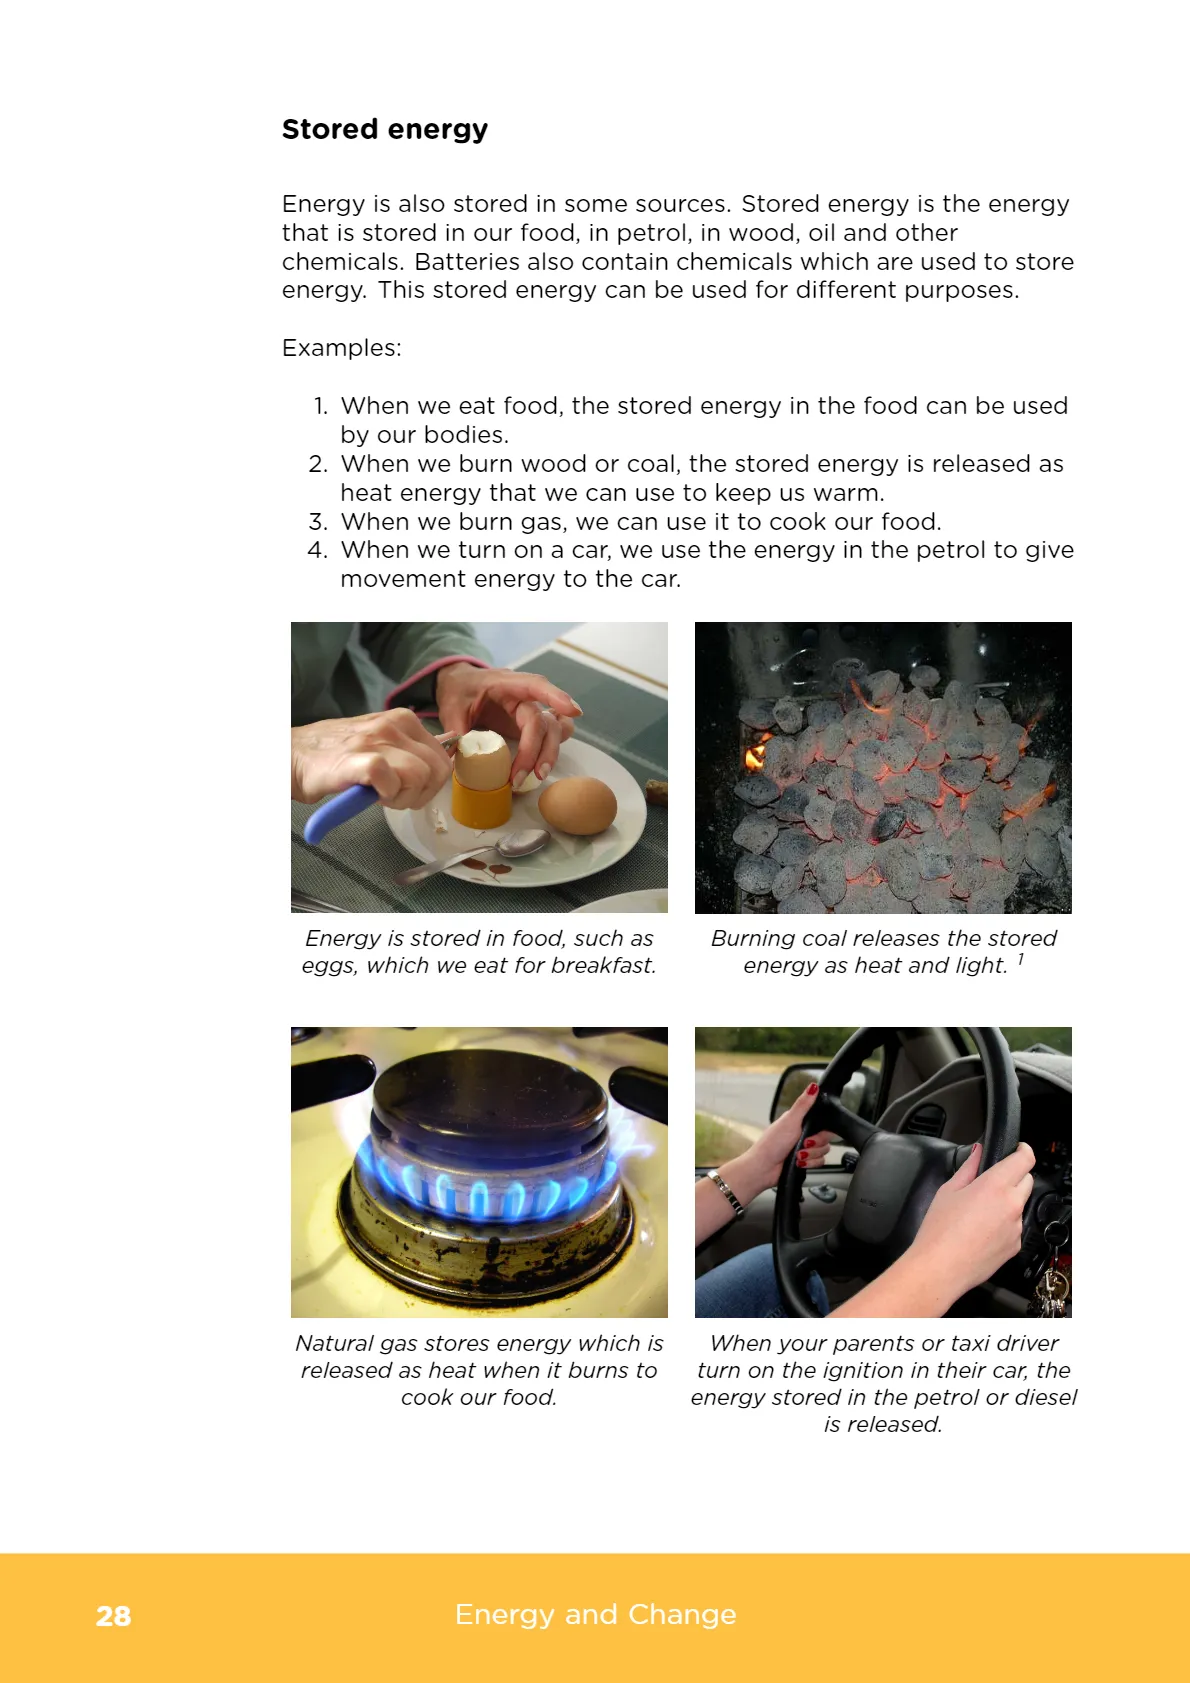 Stored energy
Energy is also stored in some sources. Stored energy is the energy
that is stored in our food, in petrol, in wood, oil and other
chemicals. Batteries also contain chemicals which are used to store
energy. This stored energy can be used for different purposes.
Examples:
1. When we eat food, the stored energy in the food can be used
by our bodies.
2. When we burn wood or coal, the stored energy is released as
heat energy that we can use to keep us warm.
3. When we burn gas, we can use it to cook our food.
4. When we turn on a car, we use the energy in the petrol to give
movement energy to the car.
Energy is stored in food, such as
eggs, which we eat for breakfast.
Burning coal releases the stored
energy as heat and light. 1
Natural gas stores energy which is
released as heat when it burns to
cook our food.
When your parents or taxi driver
turn on the ignition in their car, the
energy stored in the petrol or diesel
is released.
28 Energy and Change